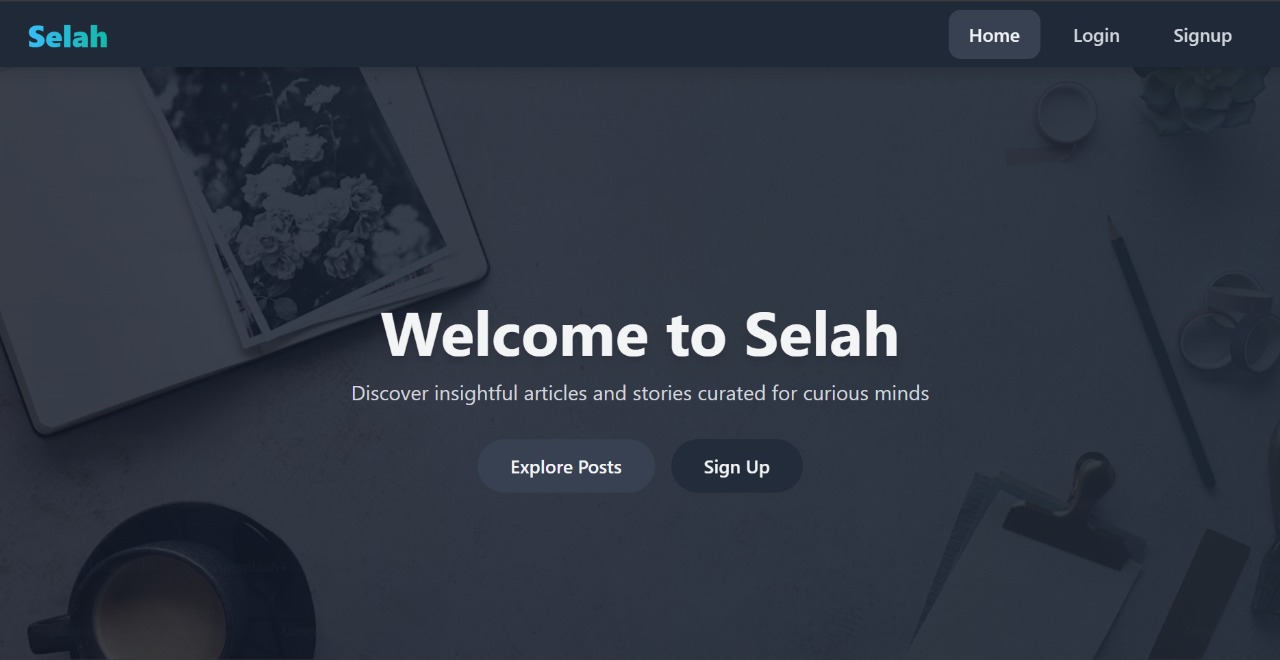 Selah
Home
Login
Signup
Welcome to Selah
Discover insightful articles and stories curated for curious minds
Explore Posts
Sign Up